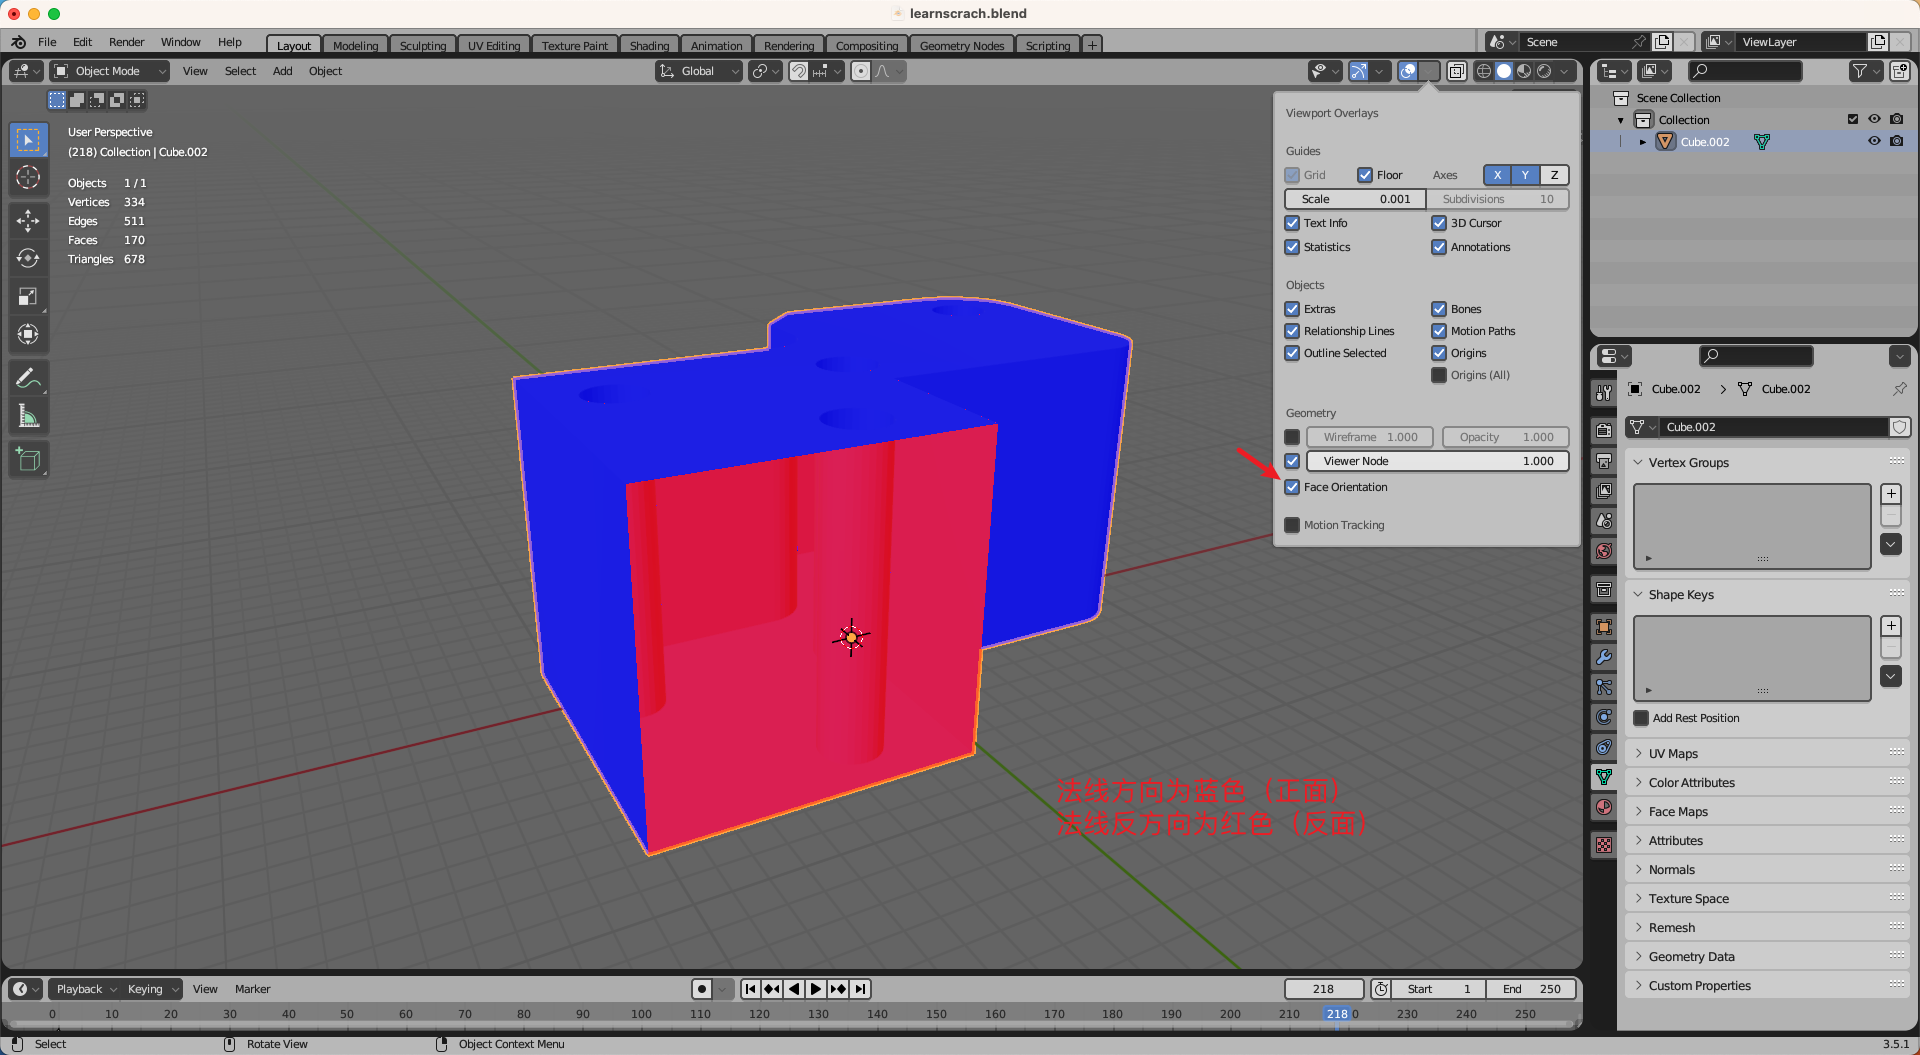 learnscrach.blend
File Edit Render Window Help Layout Modeling Sculpting UV Editing Texture Paint Shading Animation Rendering Compositing Geometry Nodes Scripting + Scene ViewLayer
Object Mode View Select Add Object Global
User Perspective
(218) Collection | Cube.002
Objects 1 / 1
Vertices 334
Edges 511
Faces 170
Triangles 678
Viewport Overlays
Guides
Grid Floor Axes X Y Z
Scale 0.001 Subdivisions 10
Text Info 3D Cursor
Statistics Annotations
Objects
Extras Bones
Relationship Lines Motion Paths
Outline Selected Origins
Origins (All)
Geometry
Wireframe 1.000 Opacity 1.000
Viewer Node 1.000
Face Orientation
Motion Tracking
法线方向为蓝色（正面）
法线反方向为红色（反面）
Scene Collection
Collection
Cube.002
Cube.002 Cube.002
Cube.002
Vertex Groups
Shape Keys
Add Rest Position
UV Maps
Color Attributes
Face Maps
Attributes
Normals
Texture Space
Remesh
Geometry Data
Custom Properties
Playback Keying View Marker 218 Start 1 End 250
0 10 20 30 40 50 60 70 80 90 100 110 120 130 140 150 160 170 180 190 200 210 218 0 230 240 250
Select Rotate View Object Context Menu 3.5.1